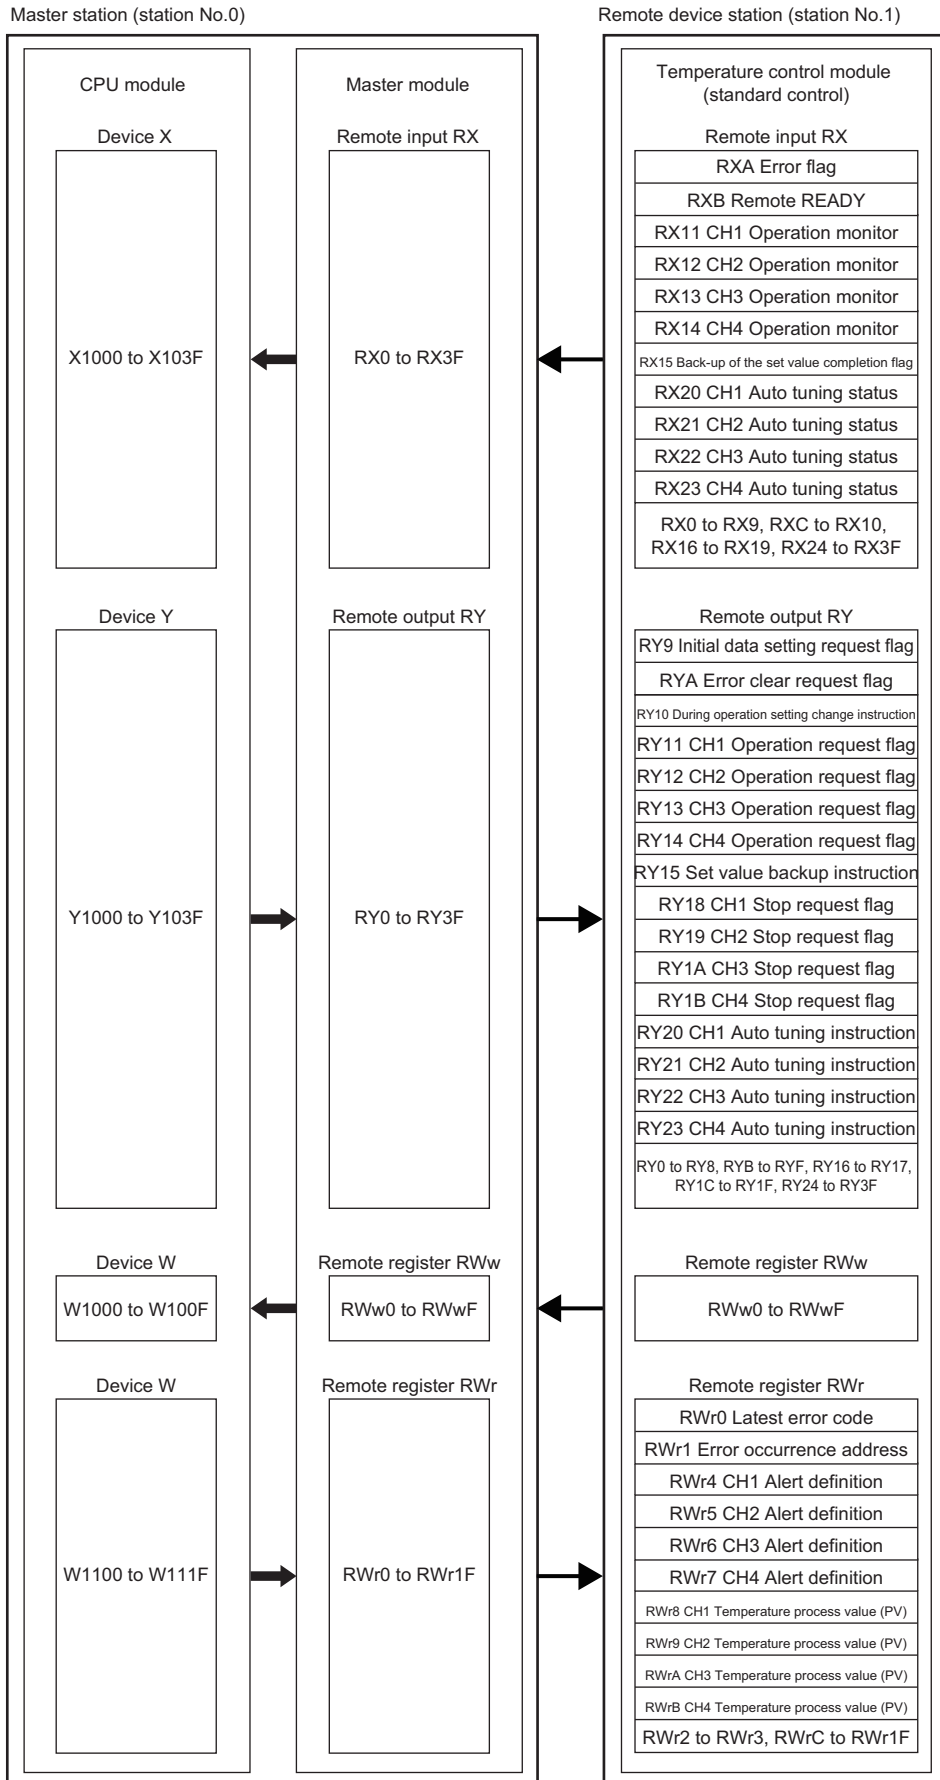 Master station (station No.0)
Remote device station (station No.1)
CPU module
Master module
Temperature control module
(standard control)
Device X
Remote input RX
Remote input RX
X1000 to X103F
RX0 to RX3F
RXA Error flag
RXB Remote READY
RX11 CH1 Operation monitor
RX12 CH2 Operation monitor
RX13 CH3 Operation monitor
RX14 CH4 Operation monitor
RX15 Back-up of the set value completion flag
RX20 CH1 Auto tuning status
RX21 CH2 Auto tuning status
RX22 CH3 Auto tuning status
RX23 CH4 Auto tuning status
RX0 to RX9, RXC to RX10,
RX16 to RX19, RX24 to RX3F
Device Y
Remote output RY
Remote output RY
Y1000 to Y103F
RY0 to RY3F
RY9 Initial data setting request flag
RYA Error clear request flag
RY10 During operation setting change instruction
RY11 CH1 Operation request flag
RY12 CH2 Operation request flag
RY13 CH3 Operation request flag
RY14 CH4 Operation request flag
RY15 Set value backup instruction
RY18 CH1 Stop request flag
RY19 CH2 Stop request flag
RY1A CH3 Stop request flag
RY1B CH4 Stop request flag
RY20 CH1 Auto tuning instruction
RY21 CH2 Auto tuning instruction
RY22 CH3 Auto tuning instruction
RY23 CH4 Auto tuning instruction
RY0 to RY8, RYB to RYF, RY16 to RY17,
RY1C to RY1F, RY24 to RY3F
Device W
Remote register RWw
Remote register RWw
W1000 to W100F
RWw0 to RWwF
RWw0 to RWwF
Device W
Remote register RWr
Remote register RWr
W1100 to W111F
RWr0 to RWr1F
RWr0 Latest error code
RWr1 Error occurrence address
RWr4 CH1 Alert definition
RWr5 CH2 Alert definition
RWr6 CH3 Alert definition
RWr7 CH4 Alert definition
RWr8 CH1 Temperature process value (PV)
RWr9 CH2 Temperature process value (PV)
RWrA CH3 Temperature process value (PV)
RWrB CH4 Temperature process value (PV)
RWr2 to RWr3, RWrC to RWr1F